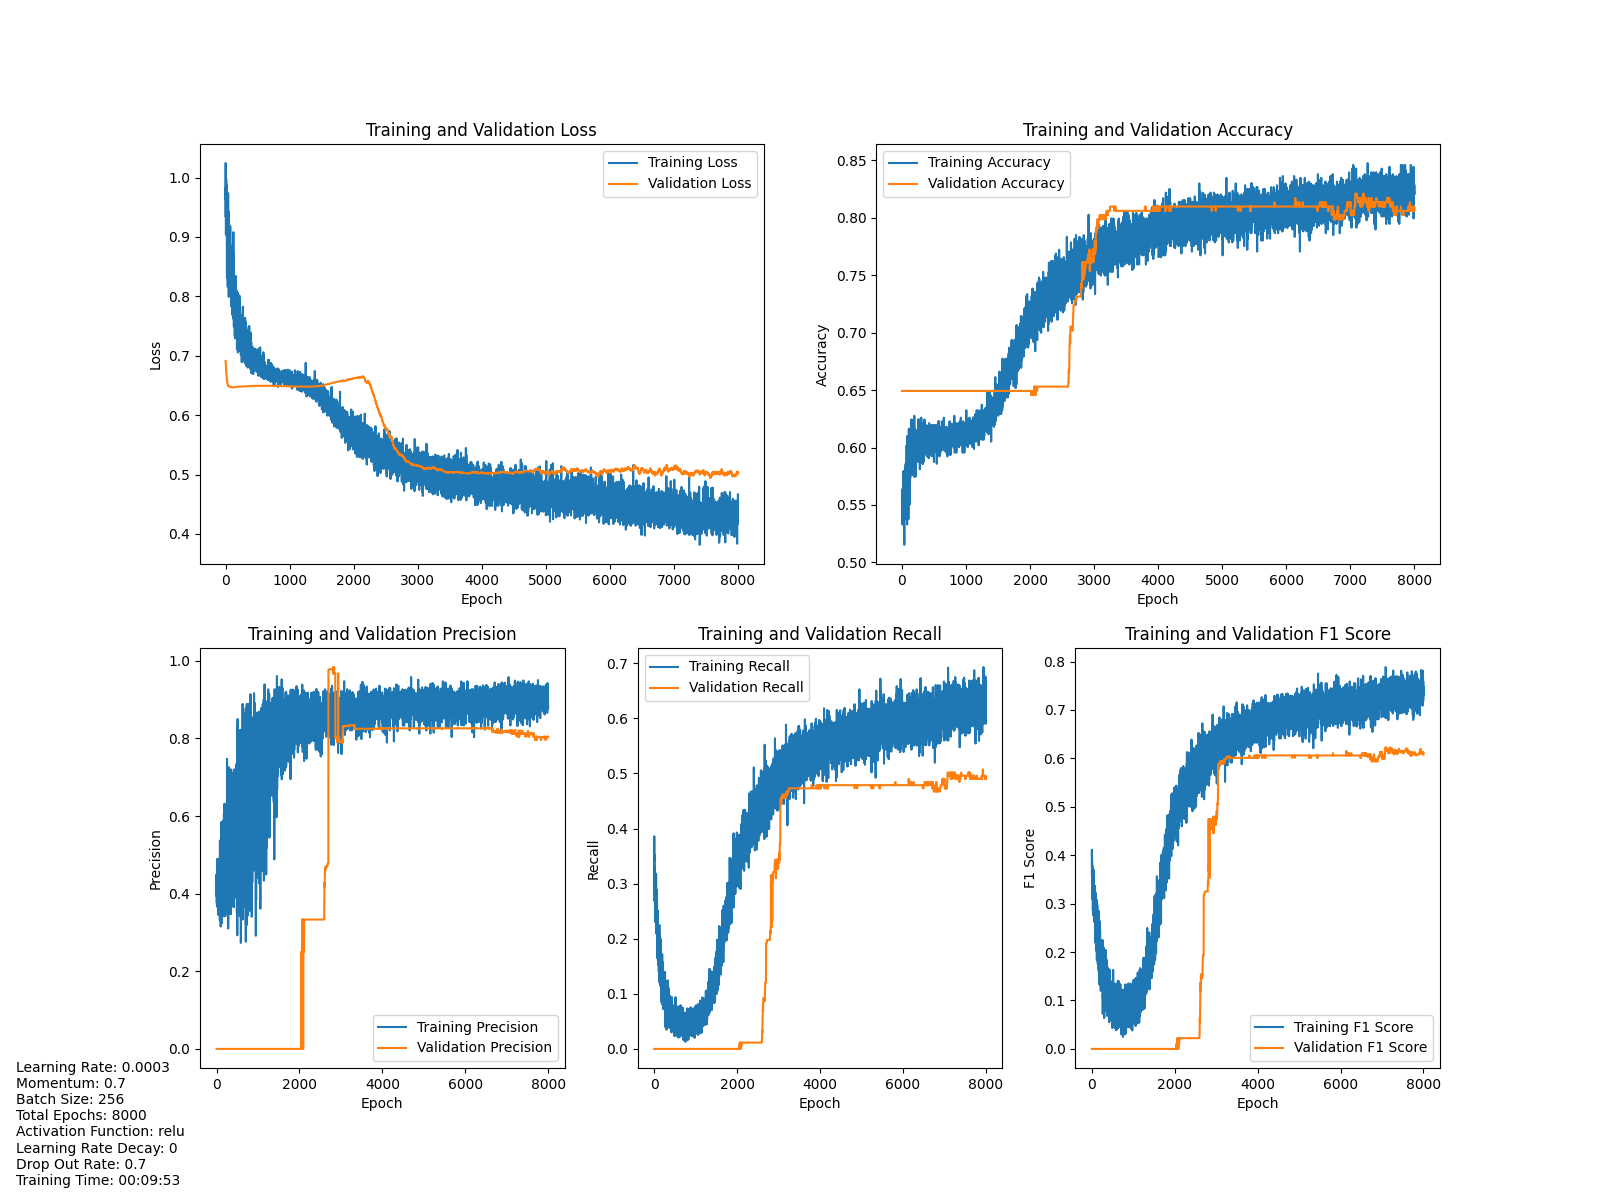 Training and Validation Loss
1.0
0.9
0.8
0.7
0.6
0.5
0.4
Loss
Training Loss
Validation Loss
0 1000 2000 3000 4000 5000 6000 7000 8000
Epoch
Training and Validation Accuracy
0.85
0.80
0.75
0.70
0.65
0.60
0.55
0.50
Accuracy
Training Accuracy
Validation Accuracy
0 1000 2000 3000 4000 5000 6000 7000 8000
Epoch
Training and Validation Precision
1.0
0.8
0.6
0.4
0.2
0.0
Precision
Training Precision
Validation Precision
0 2000 4000 6000 8000
Epoch
Training and Validation Recall
0.7
0.6
0.5
0.4
0.3
0.2
0.1
0.0
Recall
Training Recall
Validation Recall
0 2000 4000 6000 8000
Epoch
Training and Validation F1 Score
0.8
0.7
0.6
0.5
0.4
0.3
0.2
0.1
0.0
F1 Score
Training F1 Score
Validation F1 Score
0 2000 4000 6000 8000
Epoch
Learning Rate: 0.0003
Momentum: 0.7
Batch Size: 256
Total Epochs: 8000
Activation Function: relu
Learning Rate Decay: 0
Drop Out Rate: 0.7
Training Time: 00:09:53